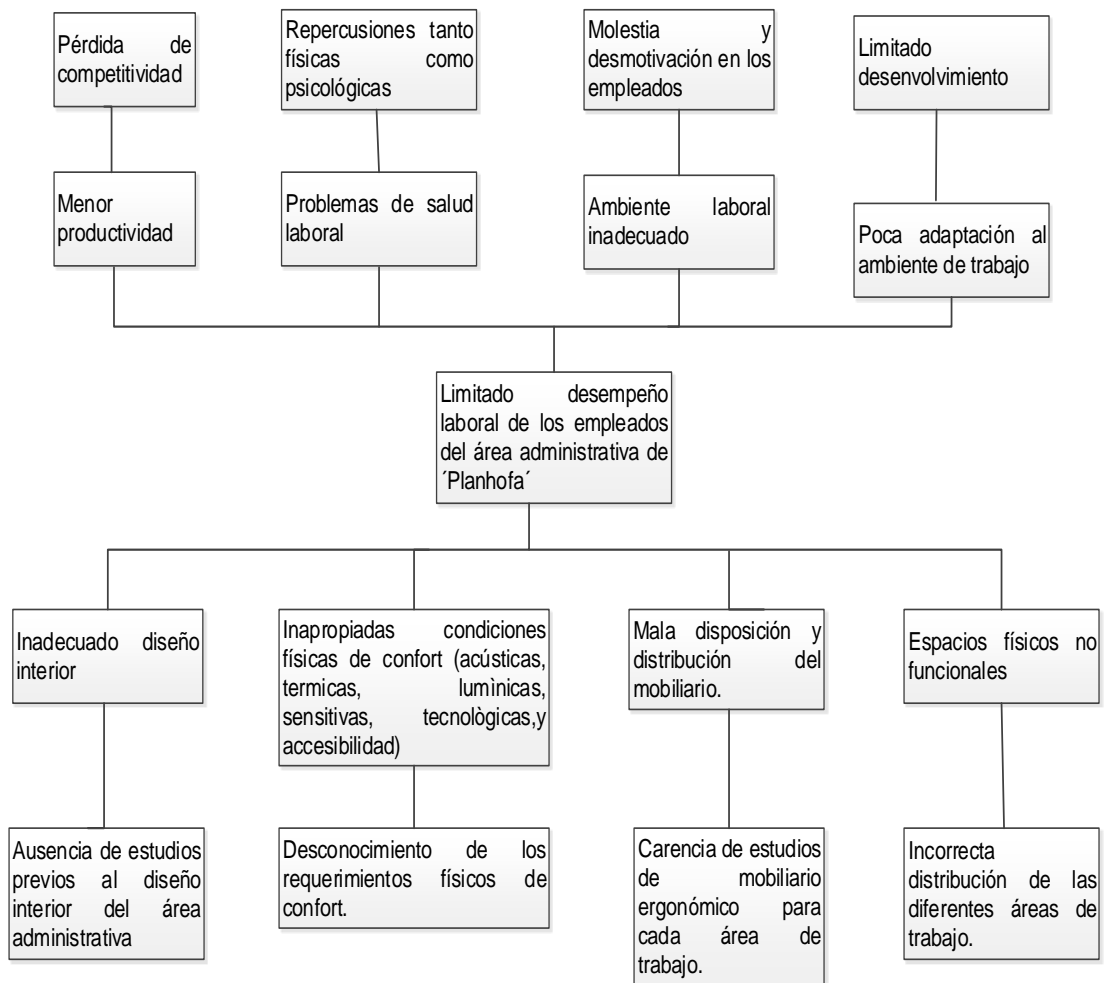 Pérdida de
competitividad
Repercusiones tanto
físicas como
psicológicas
Molestia y
desmotivación en los
empleados
Limitado
desenvolvimiento
Menor
productividad
Problemas de salud
laboral
Ambiente laboral
inadecuado
Poca adaptación al
ambiente de trabajo
Limitado desempeño
laboral de los empleados
del área administrativa de
´Planhofa´
Inadecuado diseño
interior
Inapropiadas condiciones
físicas de confort (acústicas,
termicas, lumìnicas,
sensitivas, tecnològicas,y
accesibilidad)
Mala disposición y
distribución del
mobiliario.
Espacios físicos no
funcionales
Ausencia de estudios
previos al diseño
interior del área
administrativa
Desconocimiento de los
requerimientos físicos de
confort.
Carencia de estudios
de mobiliario
ergonómico para
cada área de
trabajo.
Incorrecta
distribución de las
diferentes áreas de
trabajo.